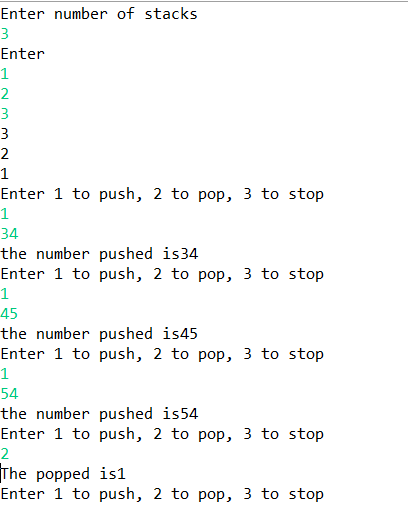 Enter number of stacks
3
Enter
1
2
3
3
2
1
Enter 1 to push, 2 to pop, 3 to stop
1
34
the number pushed is34
Enter 1 to push, 2 to pop, 3 to stop
1
45
the number pushed is45
Enter 1 to push, 2 to pop, 3 to stop
1
54
the number pushed is54
Enter 1 to push, 2 to pop, 3 to stop
2
The popped is1
Enter 1 to push, 2 to pop, 3 to stop